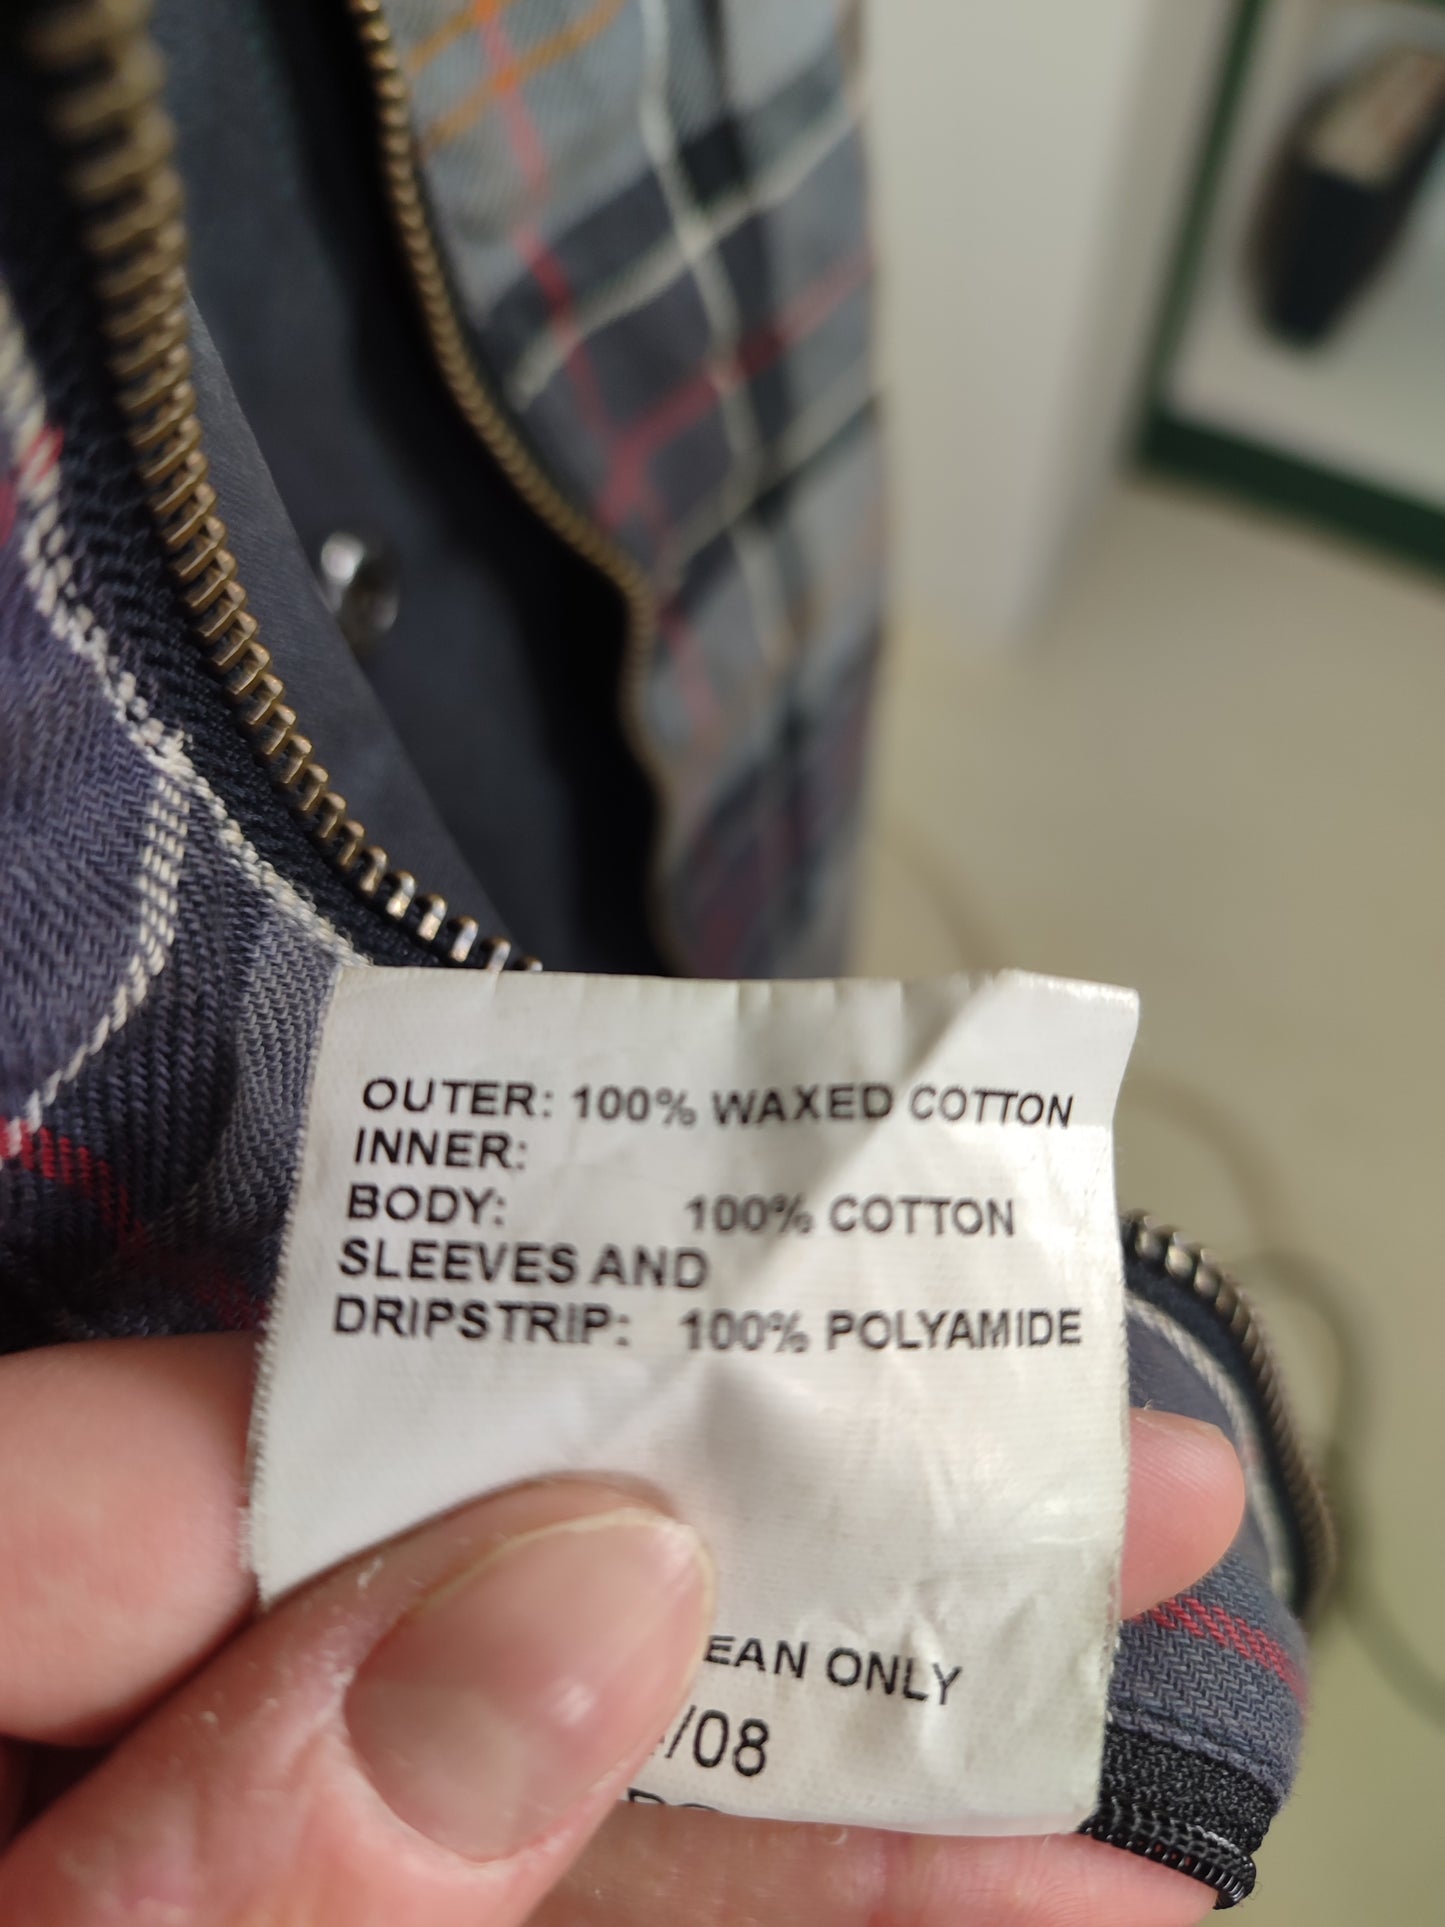 OUTER: 100% WAXED COTTON
INNER:
BODY: 100% COTTON
SLEEVES AND
DRIPSTRIP: 100% POLYAMIDE
EAN ONLY
/08